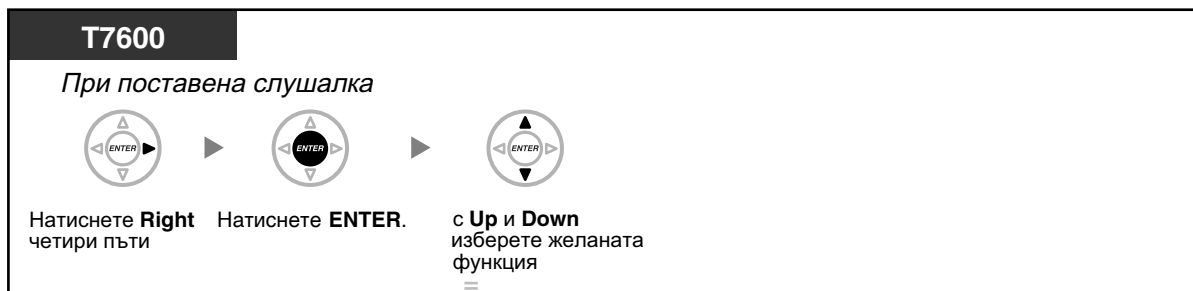 T7600
При поставена слушалка
ENTER
ENTER
ENTER
Натиснете Right
четири пъти
Натиснете ENTER.
с Up и Down
изберете желаната
функция
=